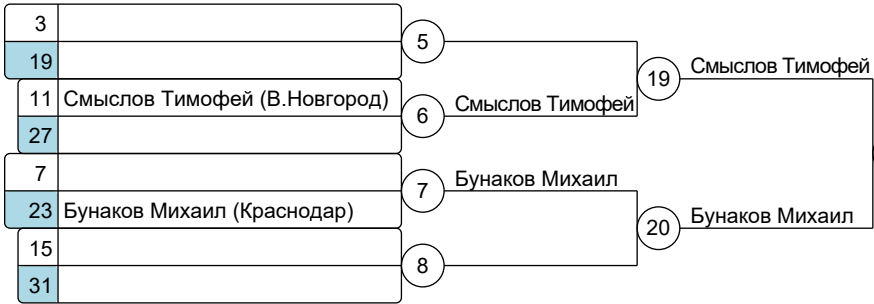 3
19
5
11 Смыслов Тимофей (В.Новгород)
27
6 Смыслов Тимофей
19 Смыслов Тимофей
7
23 Бунаков Михаил (Краснодар)
7 Бунаков Михаил
15
31
8
20 Бунаков Михаил